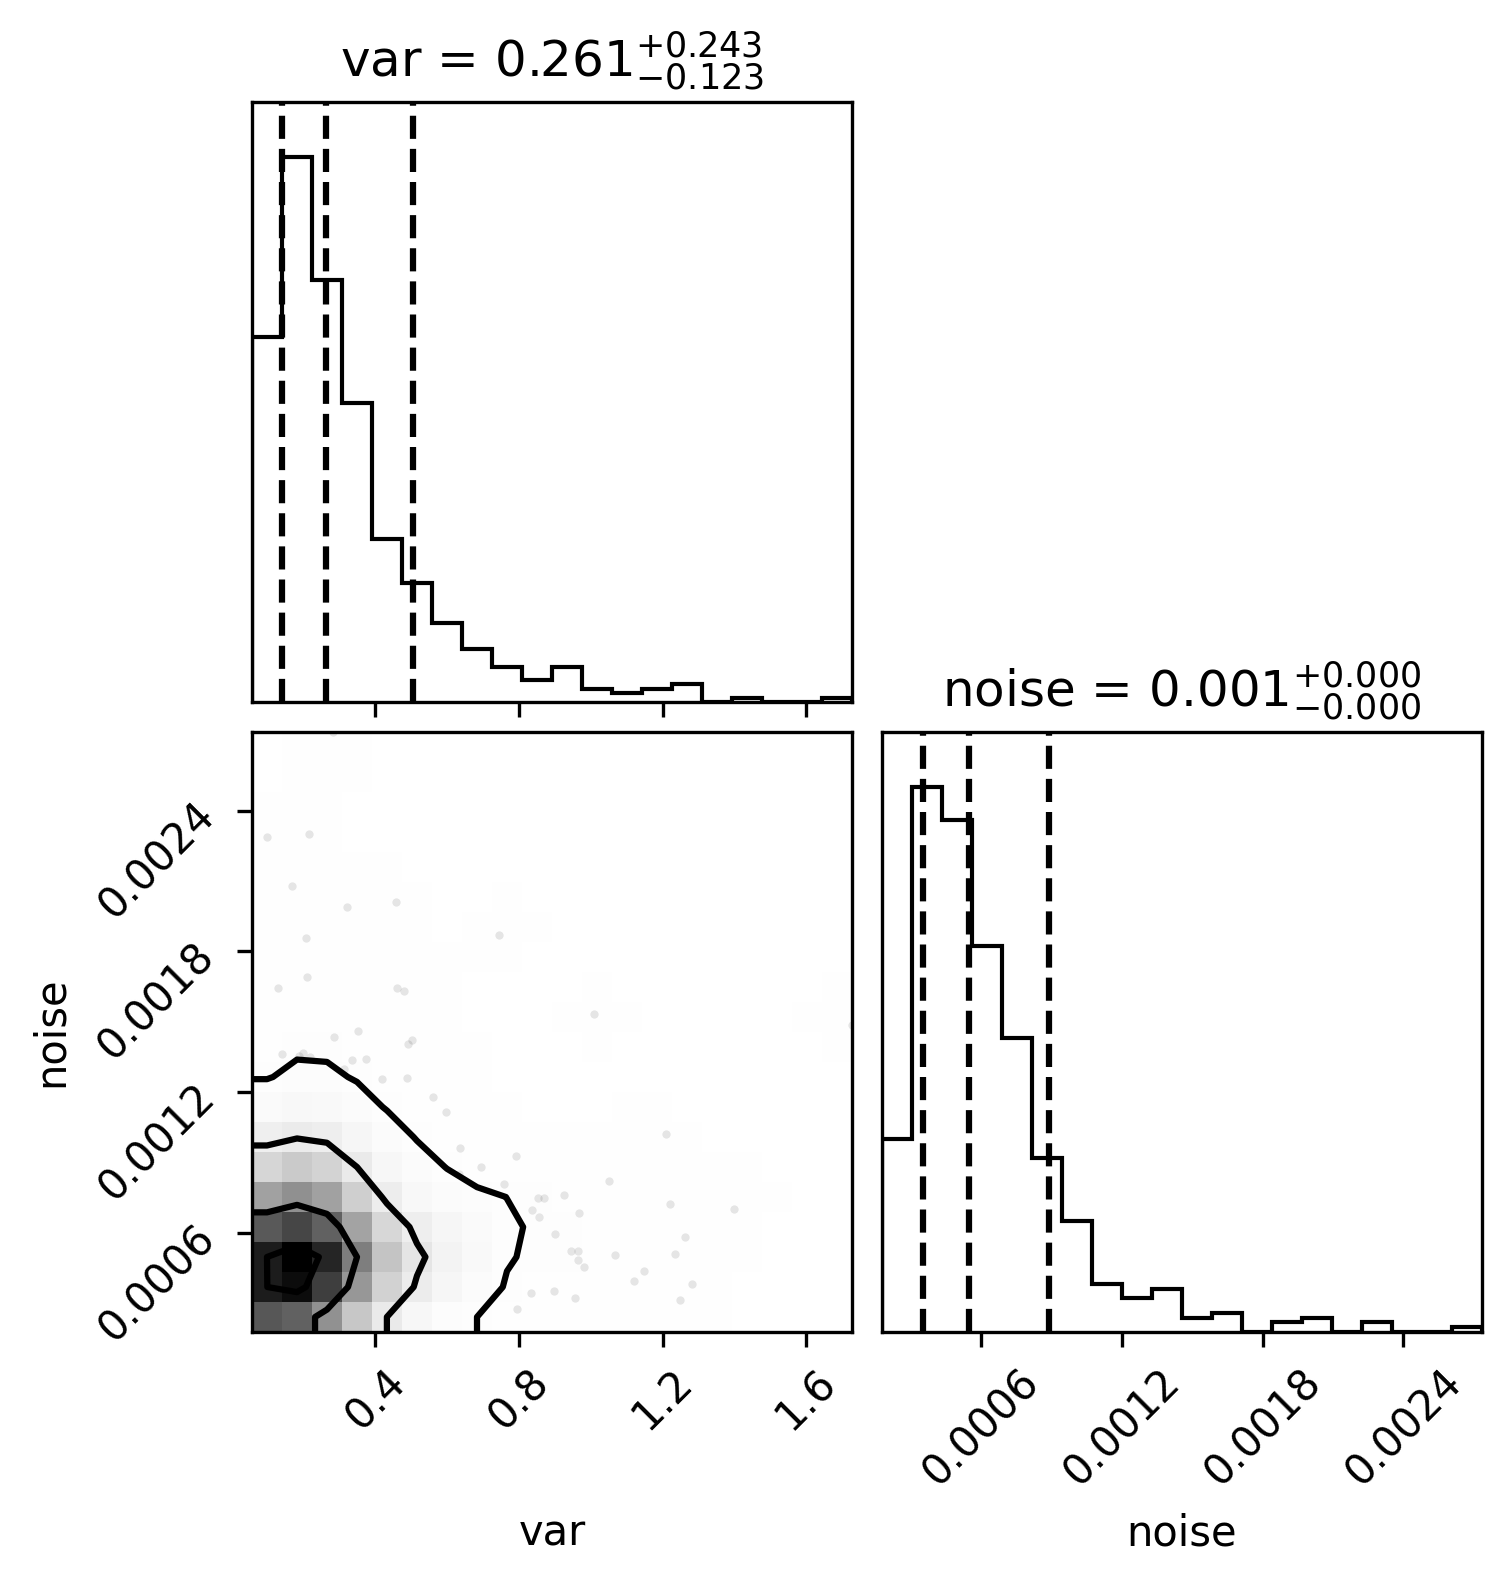 var = 0.261 +0.243 −0.123
noise = 0.001 +0.000 −0.000
0.0024
0.0018
0.0012
0.0006
noise
0.4 0.8 1.2 1.6
var
0.0006 0.0012 0.0018 0.0024
noise